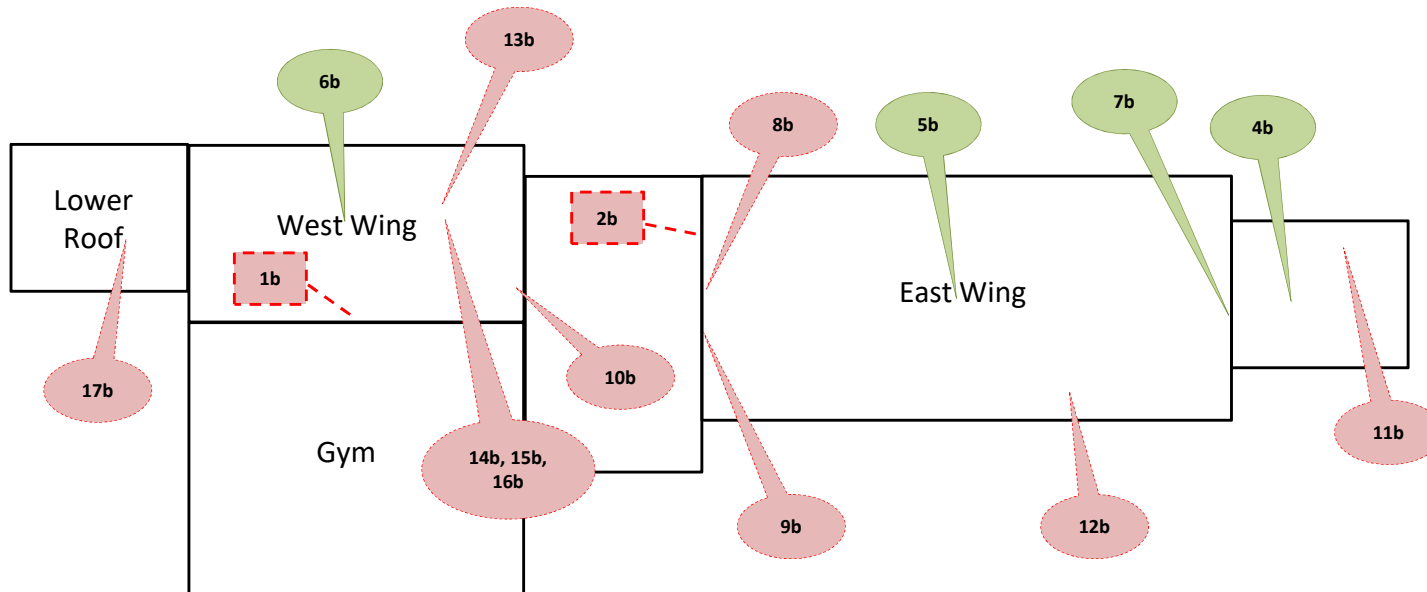 13b
6b
8b
5b
7b
4b
Lower
Roof
West Wing
2b
1b
East Wing
17b
10b
Gym
14b, 15b,
16b
9b
12b
11b